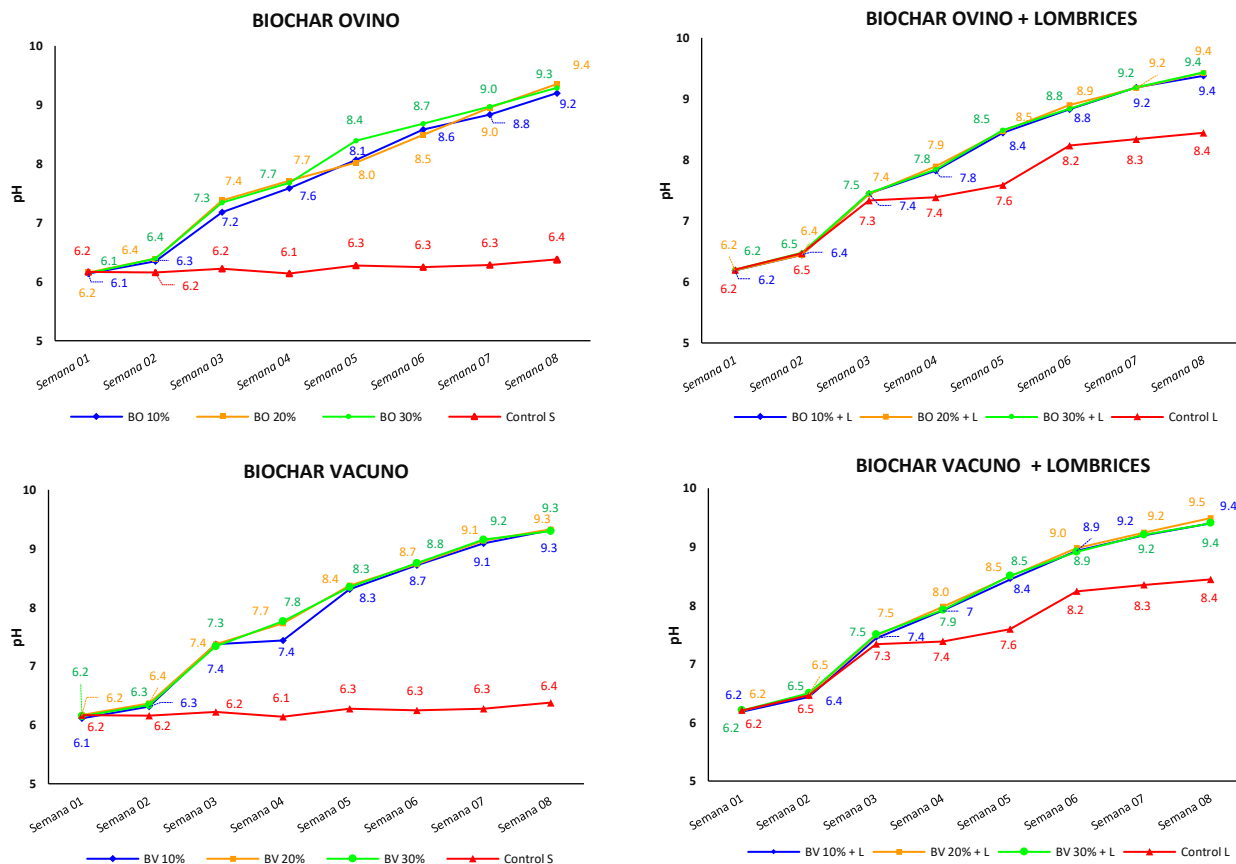 BIOCHAR OVINO
10
9
8
7
6
5
pH
6.2 6.1 6.2 6.1
6.4 6.4 6.3 6.2
7.3 7.4 7.2 6.2
7.7 7.7 7.6 6.1
8.4 8.1 8.0 6.3
8.7 8.6 8.5 6.3
9.0 9.0 8.8 6.3
9.3 9.4 9.2 6.4
Semana 01 Semana 02 Semana 03 Semana 04 Semana 05 Semana 06 Semana 07 Semana 08
BO 10% BO 20% BO 30% Control S
BIOCHAR OVINO + LOMBRICES
10
9
8
7
6
5
pH
6.2 6.2 6.2 6.2
6.5 6.4 6.4 6.5
7.5 7.4 7.4 7.3
7.8 7.9 7.8 7.4
8.5 8.5 8.4 7.6
8.8 8.9 8.8 8.2
9.2 9.2 9.2 8.3
9.4 9.4 9.4 8.4
Semana 01 Semana 02 Semana 03 Semana 04 Semana 05 Semana 06 Semana 07 Semana 08
BO 10% + L BO 20% + L BO 30% + L Control L
BIOCHAR VACUNO
10
9
8
7
6
5
pH
6.2 6.2 6.2 6.1
6.3 6.4 6.3 6.2
7.3 7.4 7.4 6.2
7.7 7.8 7.4 6.1
8.4 8.3 8.3 6.3
8.7 8.8 8.7 6.3
9.1 9.2 9.1 6.3
9.3 9.3 9.3 6.4
Semana 01 Semana 02 Semana 03 Semana 04 Semana 05 Semana 06 Semana 07 Semana 08
BV 10% BV 20% BV 30% Control S
BIOCHAR VACUNO + LOMBRICES
10
9
8
7
6
5
pH
6.2 6.2 6.2 6.2
6.5 6.5 6.4 6.5
7.5 7.5 7.4 7.3
8.0 7 7.9 7.4
8.5 8.5 8.4 7.6
9.0 8.9 8.9 8.2
9.2 9.2 9.2 8.3
9.5 9.4 9.4 8.4
Semana 01 Semana 02 Semana 03 Semana 04 Semana 05 Semana 06 Semana 07 Semana 08
BV 10% + L BV 20% + L BV 30% + L Control L